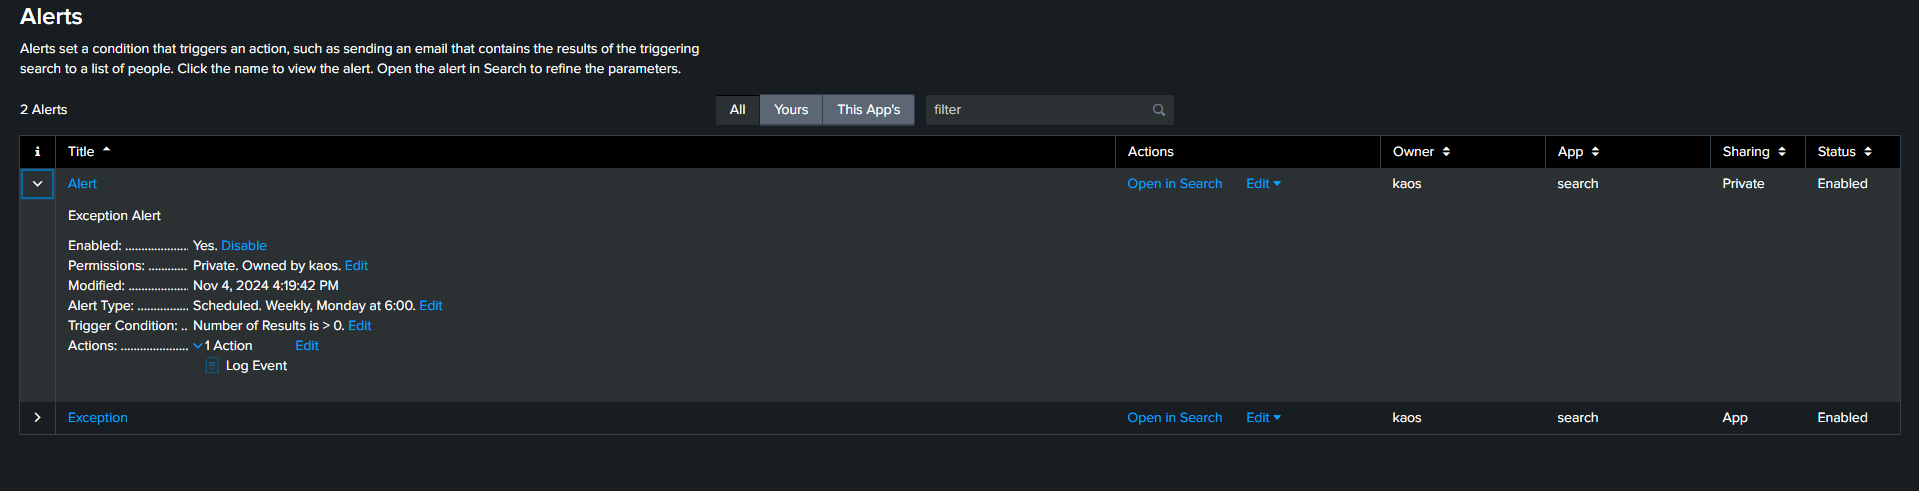 Alerts
Alerts set a condition that triggers an action, such as sending an email that contains the results of the triggering
search to a list of people. Click the name to view the alert. Open the alert in Search to refine the parameters.
2 Alerts All Yours This App's filter
i Title Actions Owner App Sharing Status
Alert Open in Search Edit kaos search Private Enabled
Exception Alert
Enabled: ................... Yes. Disable
Permissions: ............ Private. Owned by kaos. Edit
Modified: .................. Nov 4, 2024 4:19:42 PM
Alert Type: ................ Scheduled. Weekly, Monday at 6:00. Edit
Trigger Condition: .. Number of Results is > 0. Edit
Actions: ..................... 1 Action Edit
Log Event
Exception Open in Search Edit kaos search App Enabled